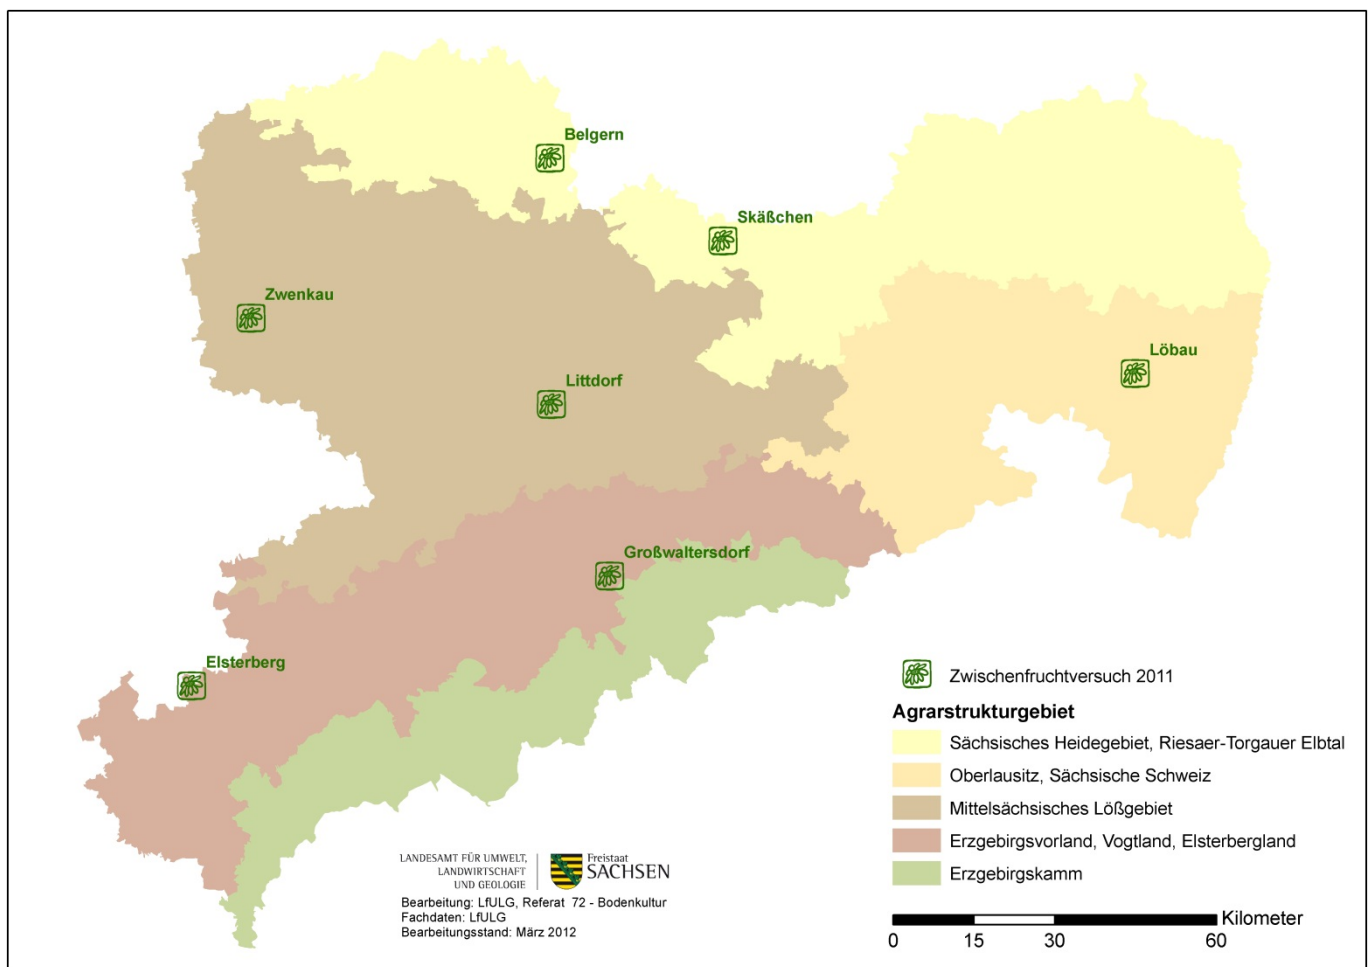 Belgern
Skäßchen
Zwenkau
Löbau
Littdorf
Großwaltersdorf
Elsterberg
Zwischenfruchtversuch 2011
Agrarstrukturgebiet
Sächsisches Heidegebiet, Riesaer-Torgauer Elbtal
Oberlausitz, Sächsische Schweiz
Mittelsächsisches Lößgebiet
Erzgebirgsvorland, Vogtland, Elsterbergland
Erzgebirgskamm
LANDESAMT FÜR UMWELT,
LANDWIRTSCHAFT
UND GEOLOGIE
Freistaat
SACHSEN
Bearbeitung: LfULG, Referat 72 - Bodenkultur
Fachdaten: LfULG
Bearbeitungsstand: März 2012
Kilometer
0 15 30 60